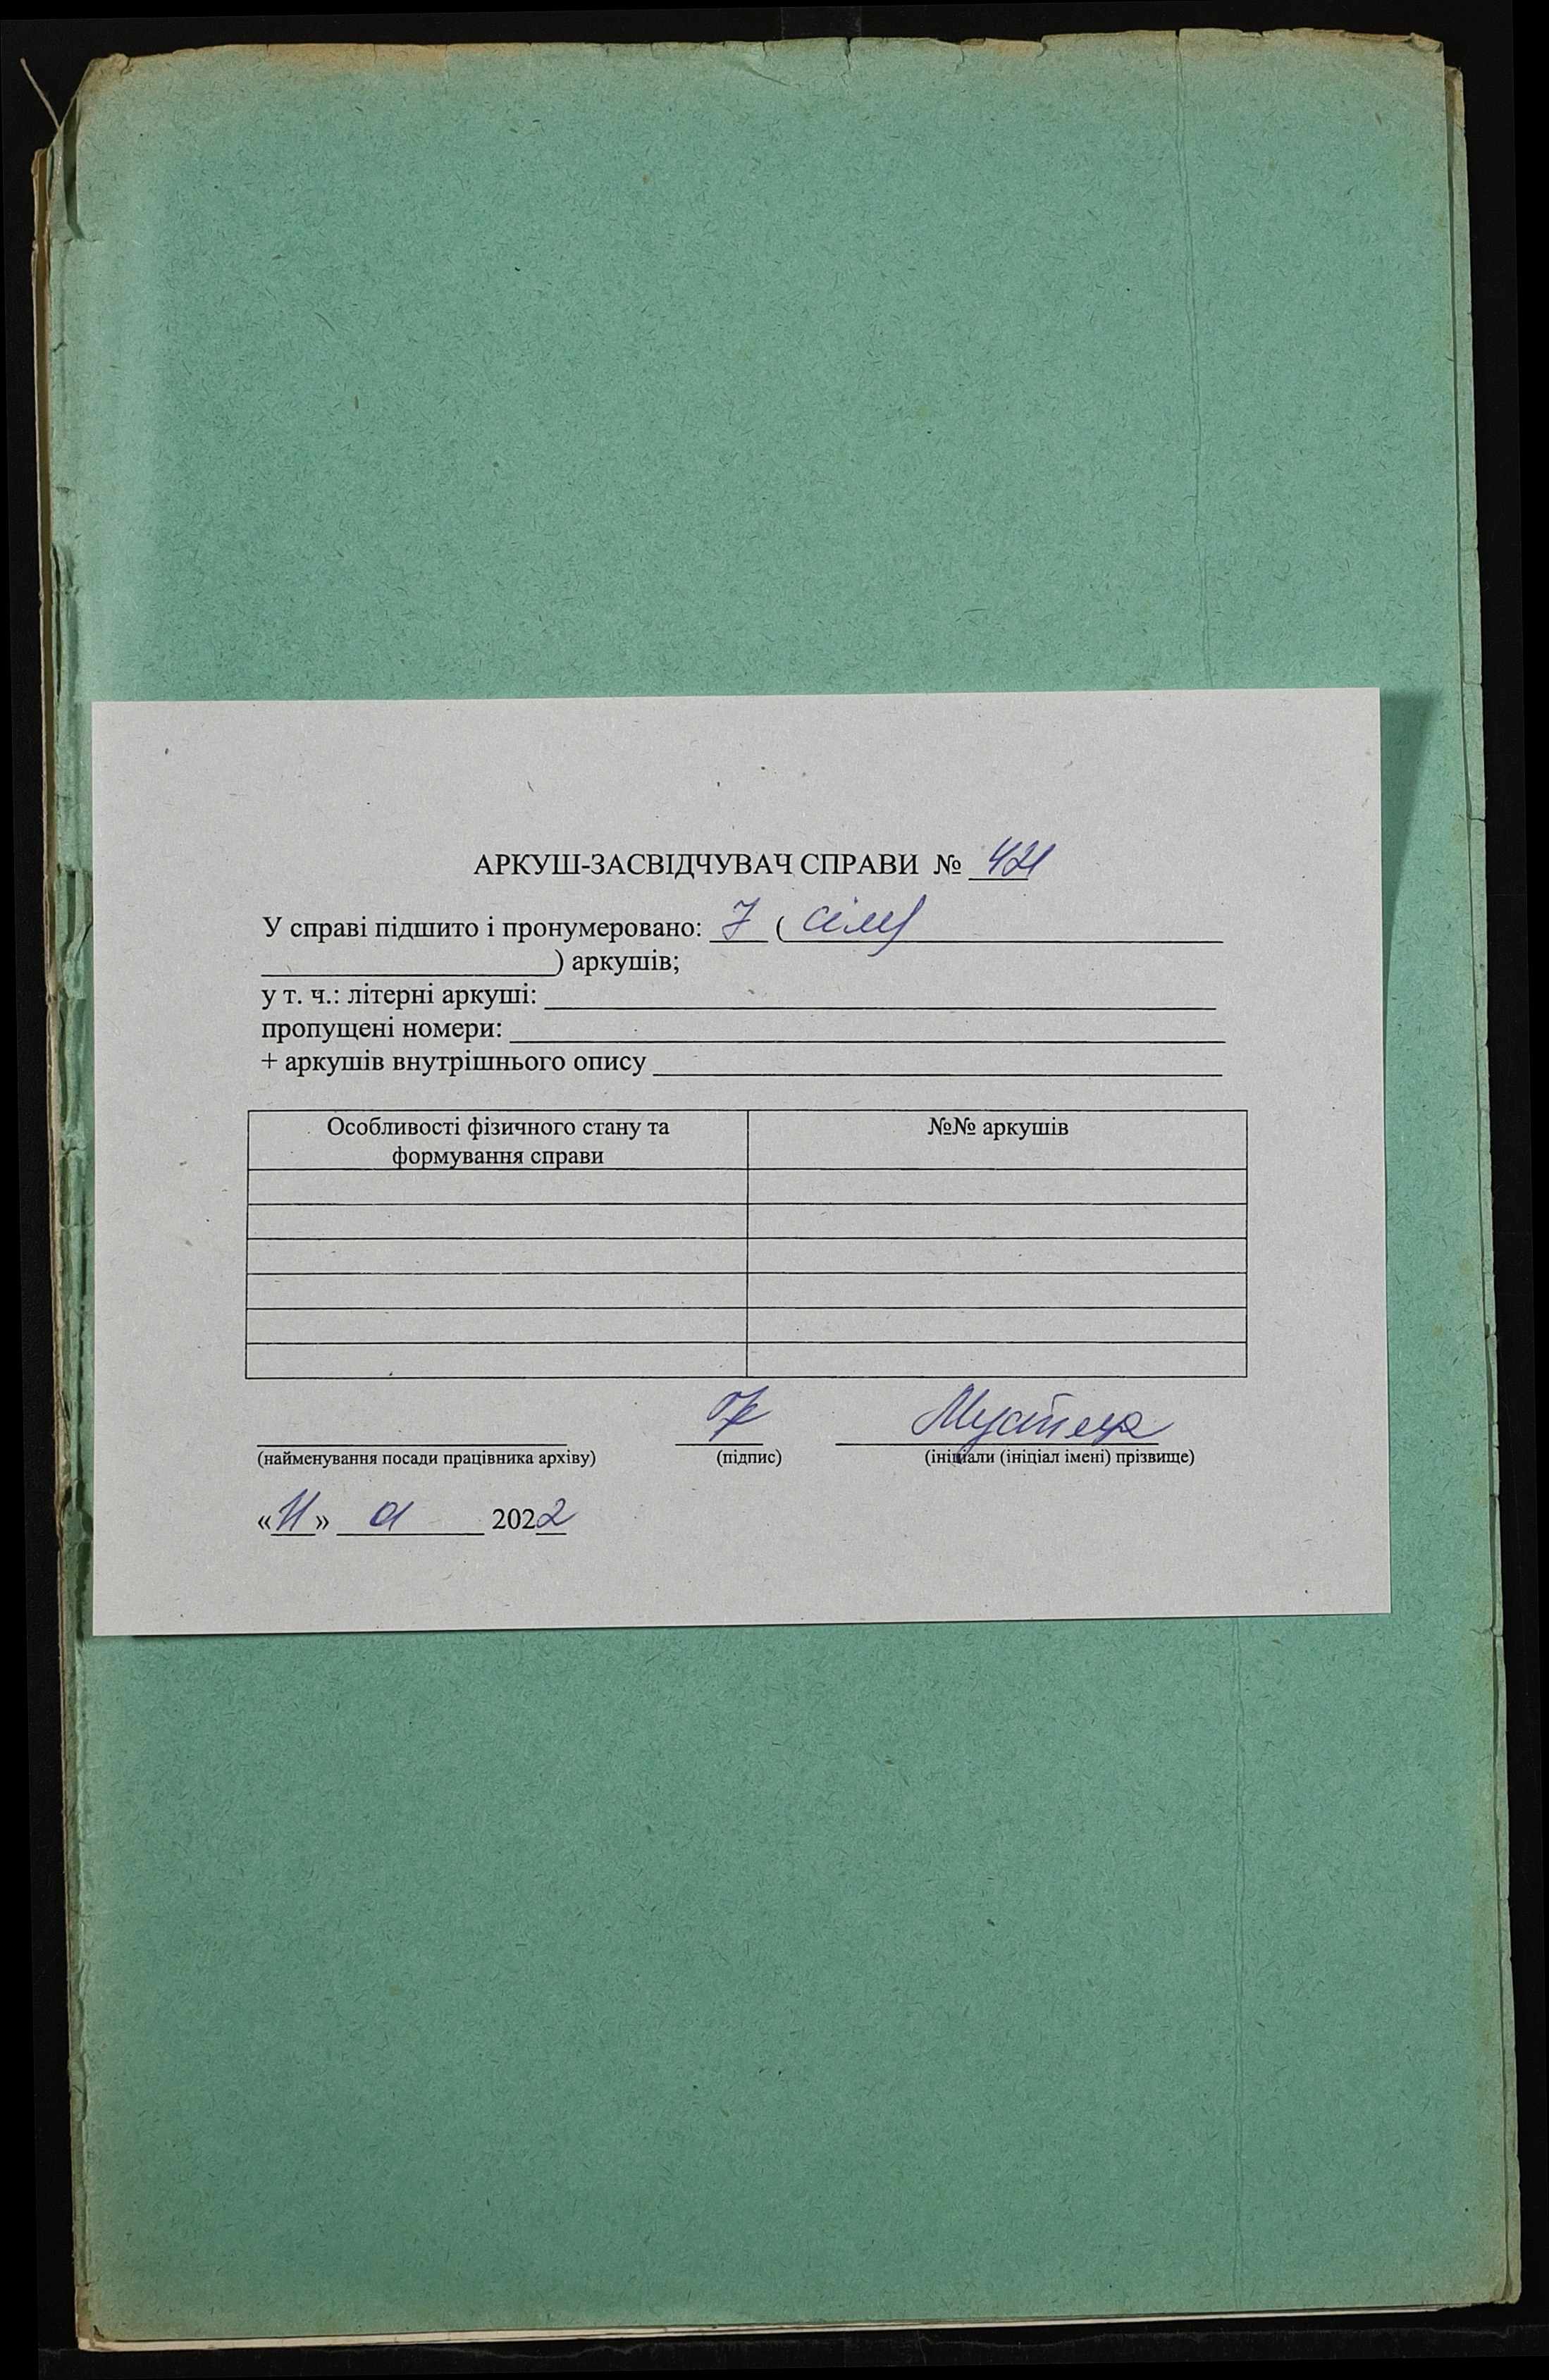 АРКУШ-ЗАСВІДЧУВАЧ СПРАВИ № 421
У справі підшито і пронумеровано: 7 ( сім)
) аркушів;
у т. ч.: літерні аркуші:
пропущені номери:
+ аркушів внутрішнього опису
Особливості фізичного стану та формування справи
№№ аркушів
(найменування посади працівника архіву)
(підпис)
(ініціали (ініціал імені) прізвище)
«11» 01 2022